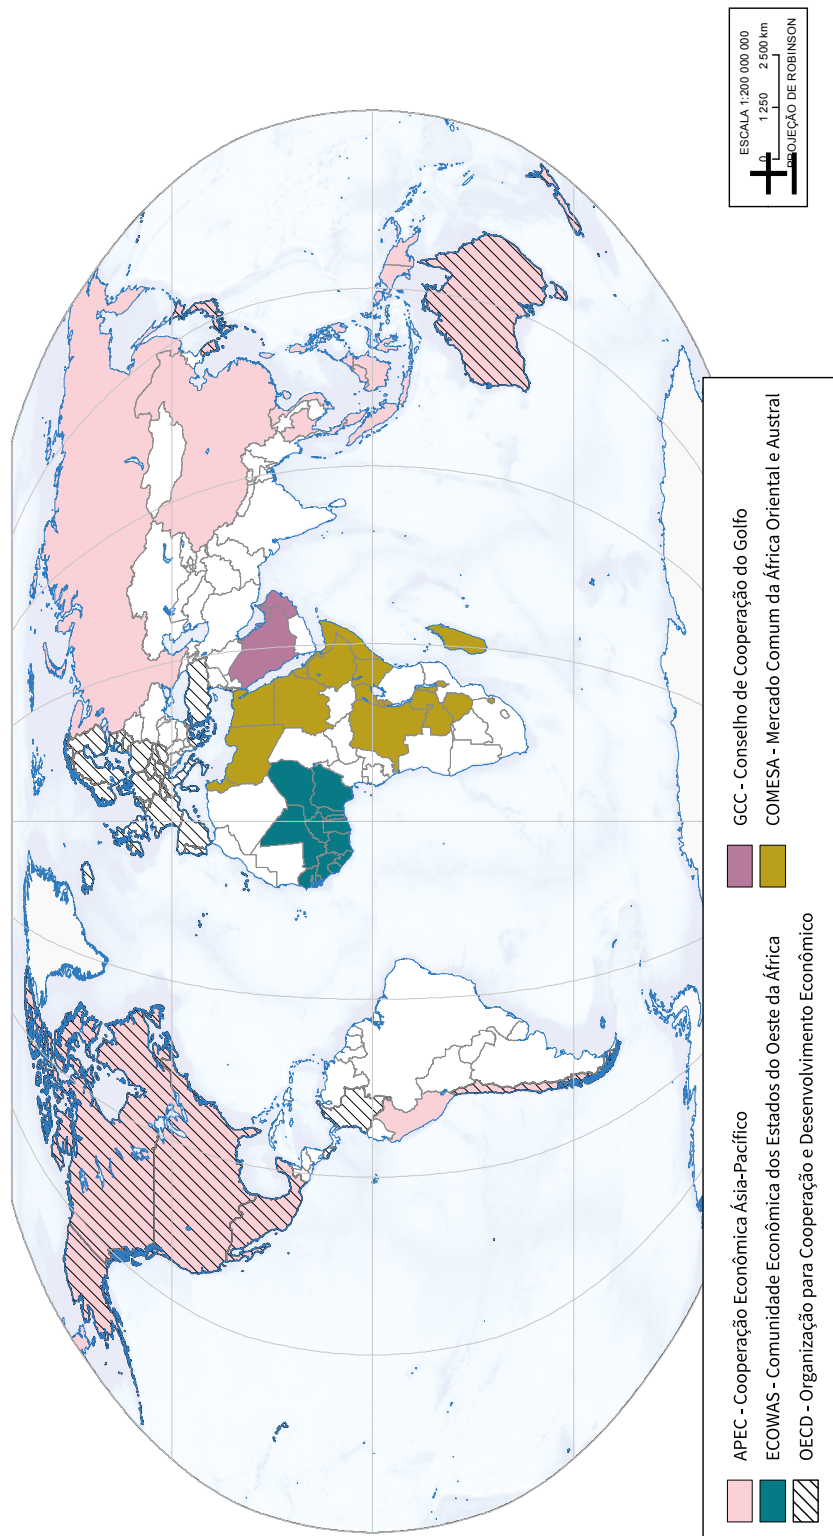 APEC - Cooperação Econômica Ásia-Pacífico
ECOWAS - Comunidade Econômica dos Estados do Oeste da África
OECD - Organização para Cooperação e Desenvolvimento Econômico
GCC - Conselho de Cooperação do Golfo
COMESA - Mercado Comum da África Oriental e Austral
ESCALA 1:200 000 000
0 1 250 2 500 km
PROJEÇÃO DE ROBINSON